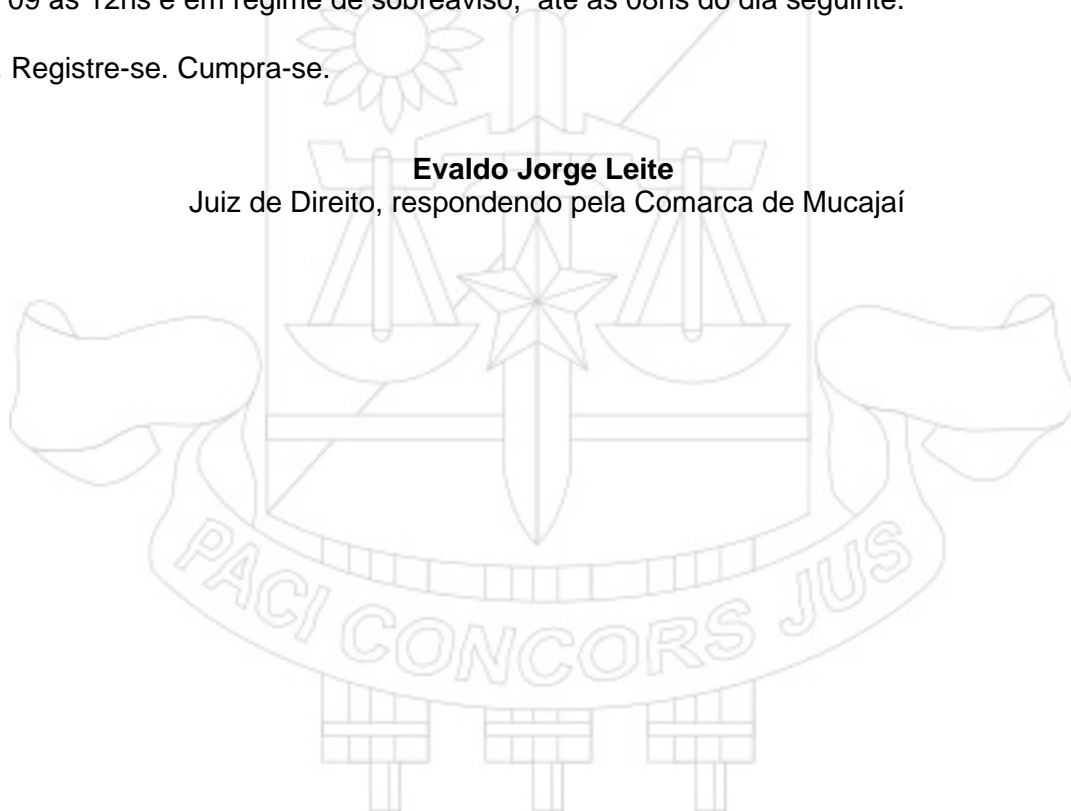 09 às 12hs e em regime de sobreaviso, até às 08hs do dia seguinte.
. Registre-se. Cumpra-se.
Evaldo Jorge Leite
Juiz de Direito, respondendo pela Comarca de Mucajaí
PACI CONCORS JUS